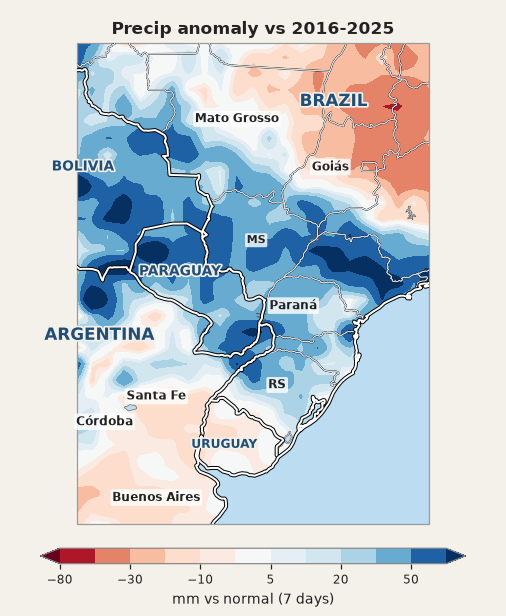 Precip anomaly vs 2016-2025
BRAZIL
Mato Grosso
BOLIVIA
Goiás
MS
PARAGUAY
Paraná
ARGENTINA
RS
Santa Fe
Córdoba
URUGUAY
Buenos Aires
−80 −30 −10 5 20 50
mm vs normal (7 days)